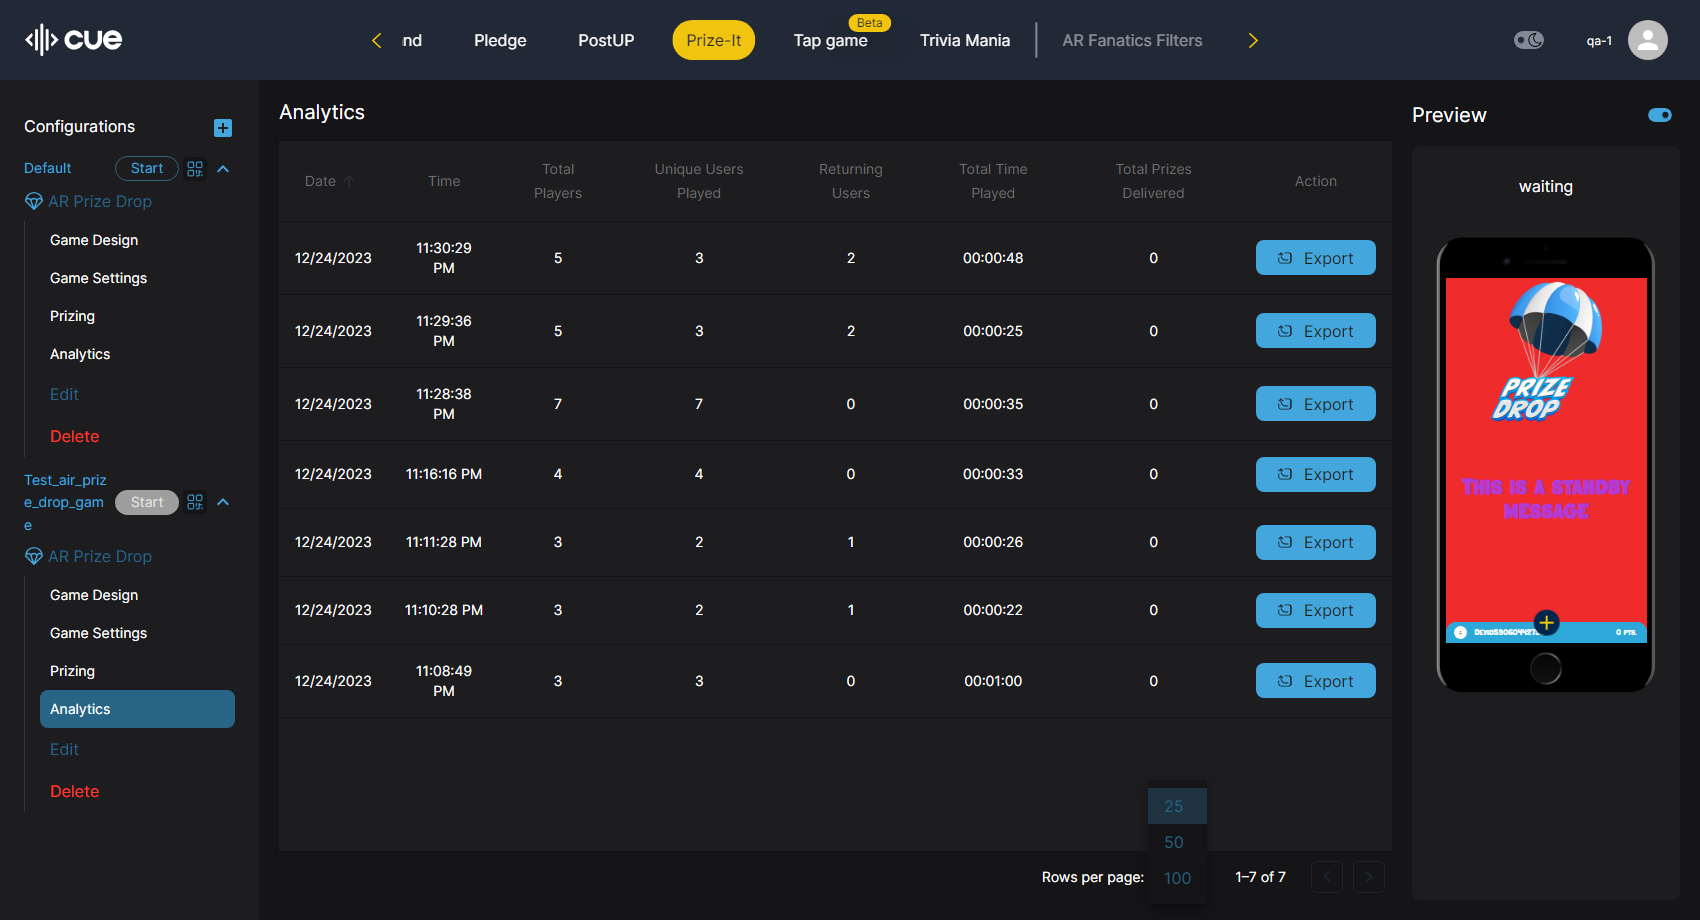 cue
nd
Pledge
PostUP
Prize-It
Beta
Tap game
Trivia Mania
AR Fanatics Filters
qa-1
Configurations
Default
Start
AR Prize Drop
Game Design
Game Settings
Prizing
Analytics
Edit
Delete
Test_air_priz
e_drop_gam
e
Start
AR Prize Drop
Game Design
Game Settings
Prizing
Analytics
Edit
Delete
Analytics
Date
Time
Total
Players
Unique Users
Played
Returning
Users
Total Time
Played
Total Prizes
Delivered
Action
12/24/2023 11:30:29 PM 5 3 2 00:00:48 0 Export
12/24/2023 11:29:36 PM 5 3 2 00:00:25 0 Export
12/24/2023 11:28:38 PM 7 7 0 00:00:35 0 Export
12/24/2023 11:16:16 PM 4 4 0 00:00:33 0 Export
12/24/2023 11:11:28 PM 3 2 1 00:00:26 0 Export
12/24/2023 11:10:28 PM 3 2 1 00:00:22 0 Export
12/24/2023 11:08:49 PM 3 3 0 00:01:00 0 Export
25
50
100
Rows per page:
1–7 of 7
Preview
waiting
PRIZE
DROP
This is a standby
message
0 PTS.